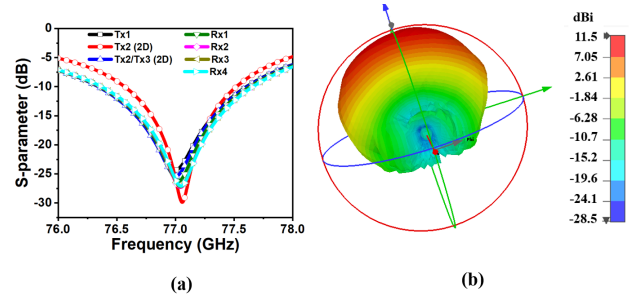 (a)
S-parameter (dB)
0
-5
-10
-15
-20
-25
-30
Tx1
Tx2 (2D)
Tx2/Tx3 (2D)
Rx1
Rx2
Rx3
Rx4
76.0 76.5 77.0 77.5 78.0
Frequency (GHz)
(a)
b)
dBi
11.5
7.05
2.61
-1.84
-6.28
-10.7
-15.2
-19.6
-24.1
-28.5
(b)